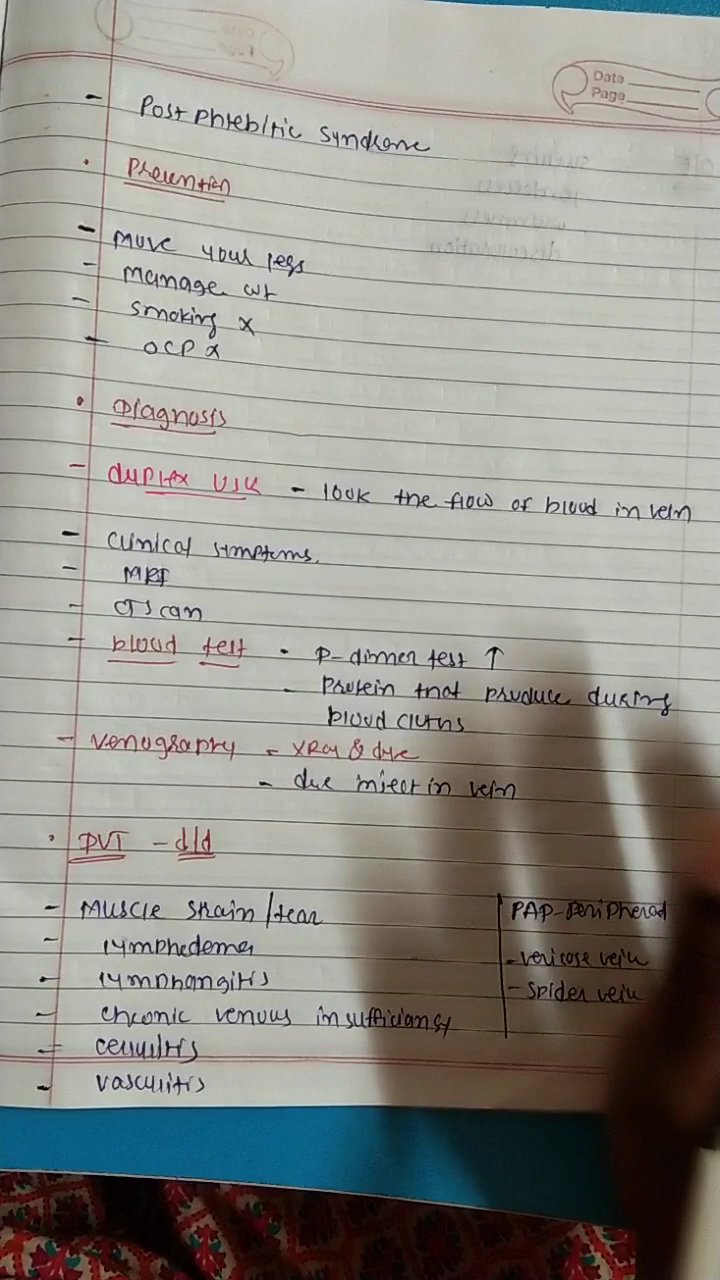 Date
Page
- Post phlebitic syndrome
• Prevention
- Move your legs
- Manage wt
- Smoking x
- OCP x
• Diagnosis
- duplex USG - look the flow of blood in vein
- clinical symptoms.
- MRI
- CT scan
- blood test - D-dimer test ↑
- Protein that produce during
blood cloths
- Venography - XRay & dye
- dye inject in vein
• DVT - d/d
- Muscle strain/tear
- lymphedema
- lymphangitis
- chronic venous insufficiansy
- cellulitis
- vasculitis
PAD - Peripheral
- vericose vein
- spider vein